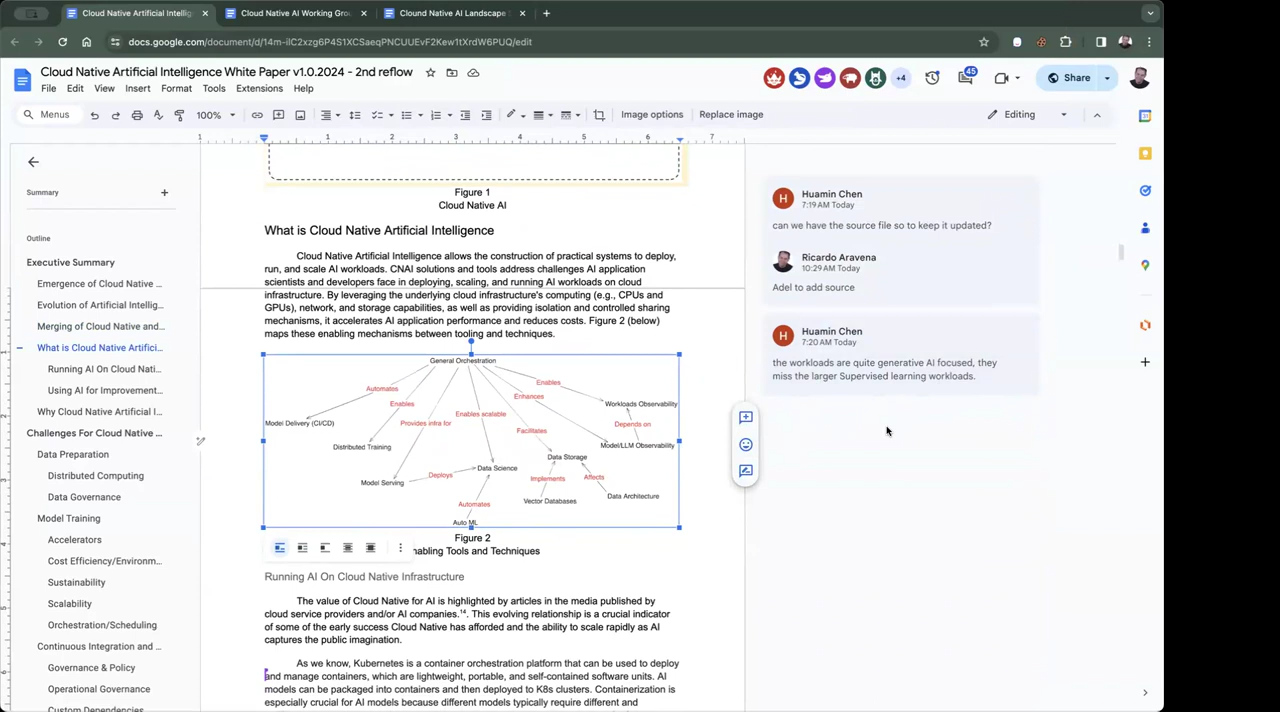 Cloud Native Artificial Intellig
Cloud Native AI Working Gro
Clound Native AI Landscape
docs.google.com/document/d/14m-ilC2xzg6P4S1XCSaeqPNCUUEvF2Kew1tXrdW6PUQ/edit
Cloud Native Artificial Intelligence White Paper v1.0.2024 - 2nd reflow
File Edit View Insert Format Tools Extensions Help
+4
45
Share
Menus
100%
Image options
Replace image
Editing
1 1 2 3 4 5 6 7
Summary
Outline
Executive Summary
Emergence of Cloud Native ...
Evolution of Artificial Intellig...
Merging of Cloud Native and...
What is Cloud Native Artifici...
Running AI On Cloud Nati...
Using AI for Improvement...
Why Cloud Native Artificial I...
Challenges For Cloud Native ...
Data Preparation
Distributed Computing
Data Governance
Model Training
Accelerators
Cost Efficiency/Environm...
Sustainability
Scalability
Orchestration/Scheduling
Continuous Integration and ...
Governance & Policy
Operational Governance
Custom Dependencies
Figure 1
Cloud Native AI
What is Cloud Native Artificial Intelligence
Cloud Native Artificial Intelligence allows the construction of practical systems to deploy,
run, and scale AI workloads. CNAI solutions and tools address challenges AI application
scientists and developers face in deploying, scaling, and running AI workloads on cloud
infrastructure. By leveraging the underlying cloud infrastructure's computing (e.g., CPUs and
GPUs), network, and storage capabilities, as well as providing isolation and controlled sharing
mechanisms, it accelerates AI application performance and reduces costs. Figure 2 (below)
maps these enabling mechanisms between tooling and techniques.
General Orchestration
Automates
Enables
Enables
Enhances
Workloads Observability
Enables scalable
Model Delivery (CI/CD)
Provides infra for
Depends on
Facilitates
Distributed Training
Model/LLM Observability
Data Storage
Data Science
Deploys
Implements
Affects
Model Serving
Data Architecture
Vector Databases
Automates
Auto ML
Figure 2
nabling Tools and Techniques
Running AI On Cloud Native Infrastructure
The value of Cloud Native for AI is highlighted by articles in the media published by
cloud service providers and/or AI companies.14. This evolving relationship is a crucial indicator
of some of the early success Cloud Native has afforded and the ability to scale rapidly as AI
captures the public imagination.
As we know, Kubernetes is a container orchestration platform that can be used to deploy
and manage containers, which are lightweight, portable, and self-contained software units. AI
models can be packaged into containers and then deployed to K8s clusters. Containerization is
especially crucial for AI models because different models typically require different and
H
Huamin Chen
7:19 AM Today
can we have the source file so to keep it updated?
Ricardo Aravena
10:29 AM Today
Adel to add source
H
Huamin Chen
7:20 AM Today
the workloads are quite generative AI focused, they
miss the larger Supervised learning workloads.